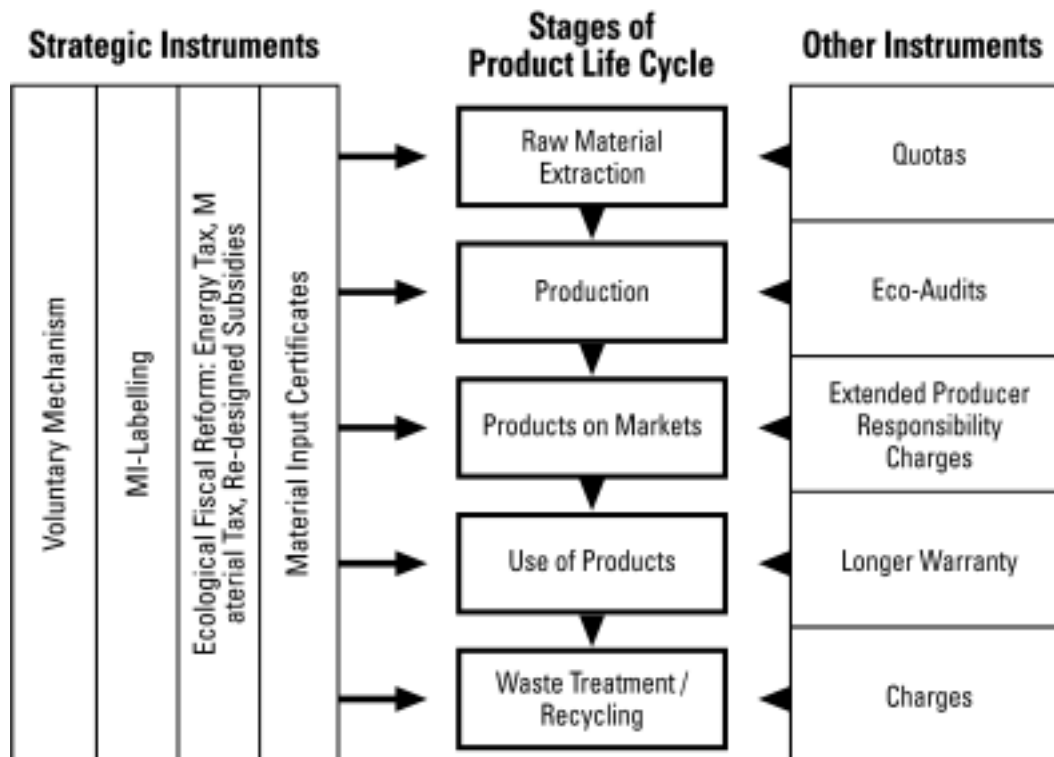 Strategic Instruments
Stages of
Product Life Cycle
Other Instruments
Voluntary Mechanism
MI-Labelling
Ecological Fiscal Reform: Energy Tax, M
aterial Tax, Re-designed Subsidies
Material Input Certificates
Raw Material
Extraction
Production
Products on Markets
Use of Products
Waste Treatment /
Recycling
Quotas
Eco-Audits
Extended Producer
Responsibility
Charges
Longer Warranty
Charges